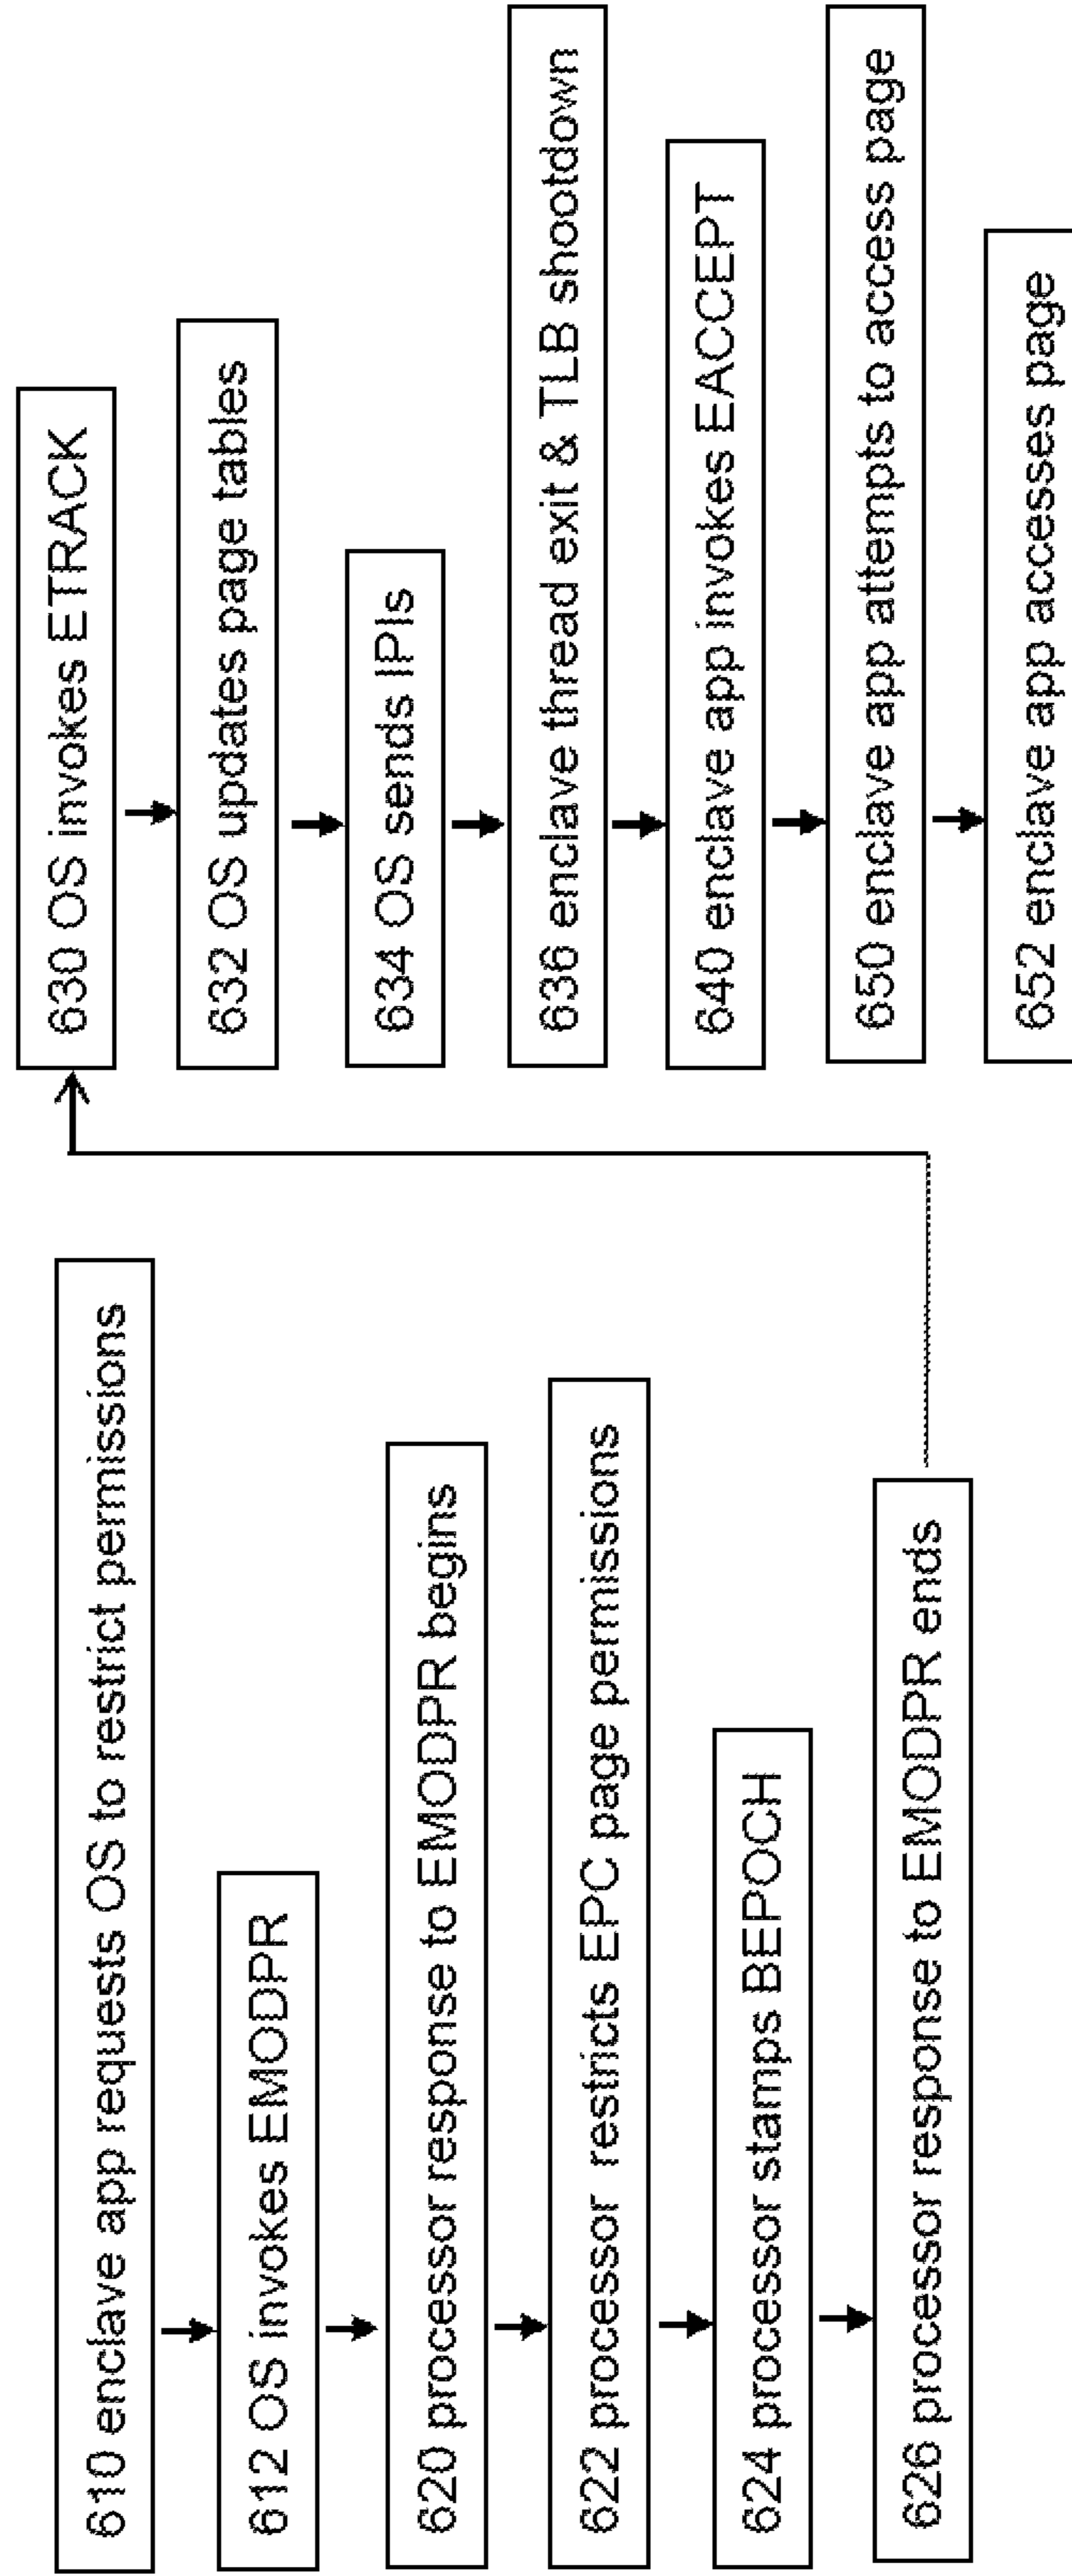 610 enclave app requests OS to restrict permissions
612 OS invokes EMODPR
620 processor response to EMODPR begins
622 processor restricts EPC page permissions
624 processor stamps BEPOCH
626 processor response to EMODPR ends
630 OS invokes ETRACK
632 OS updates page tables
634 OS sends IPIs
636 enclave thread exit & TLB shootdown
640 enclave app invokes EACCEPT
650 enclave app attempts to access page
652 enclave app accesses page